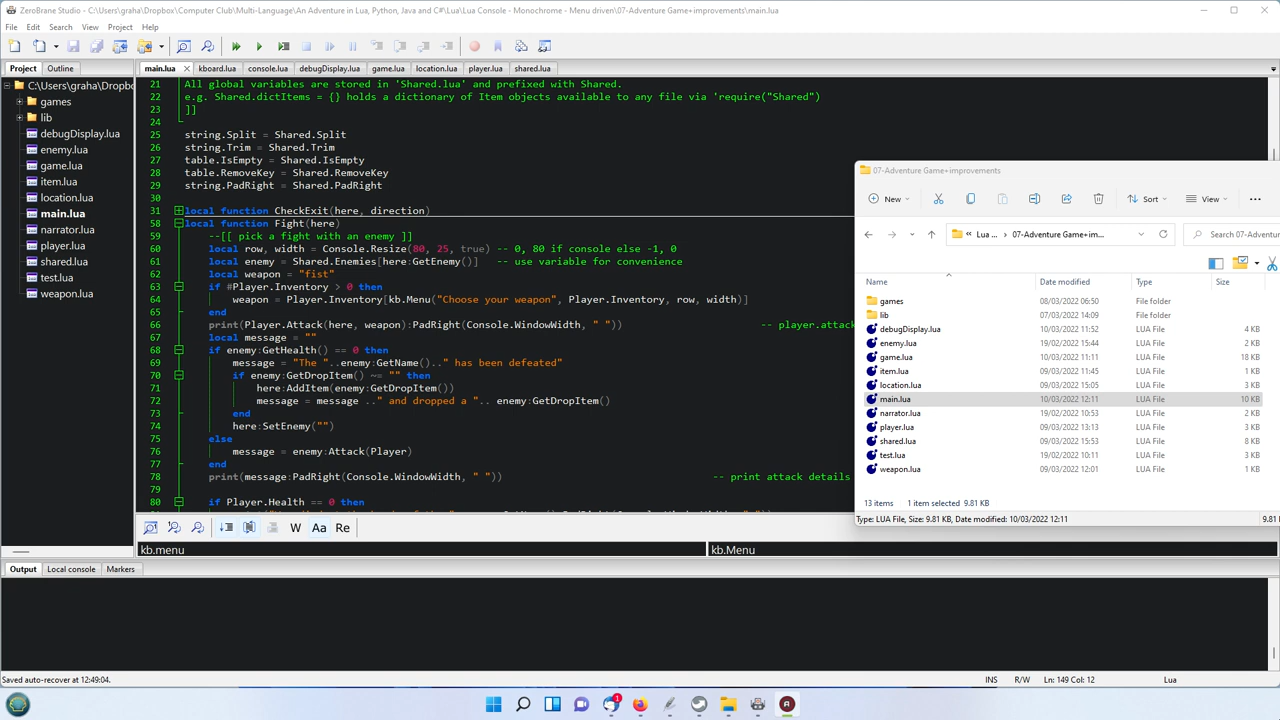 ZeroBrane Studio - C:\Users\graha\Dropbox\Computer Club\Multi-Language\An Adventure in Lua, Python, Java and C#\Lua\Lua Console - Monochrome - Menu driven\07-Adventure Game+improvements\main.lua
File Edit Search View Project Help
Project Outline
main.lua kboard.lua console.lua debugDisplay.lua game.lua location.lua player.lua shared.lua
C:\Users\graha\Dropbo
games
lib
debugDisplay.lua
enemy.lua
game.lua
item.lua
location.lua
main.lua
narrator.lua
player.lua
shared.lua
test.lua
weapon.lua
21 All global variables are stored in 'Shared.lua' and prefixed with Shared.
22 e.g. Shared.dictItems = {} holds a dictionary of Item objects available to any file via 'require("Shared")
23 ]]
24
25 string.Split = Shared.Split
26 string.Trim = Shared.Trim
27 table.IsEmpty = Shared.IsEmpty
28 table.RemoveKey = Shared.RemoveKey
29 string.PadRight = Shared.PadRight
30
31 local function CheckExit(here, direction)
58 local function Fight(here)
59 --[[ pick a fight with an enemy ]]
60 local row, width = Console.Resize(80, 25, true) -- 0, 80 if console else -1, 0
61 local enemy = Shared.Enemies[here:GetEnemy()] -- use variable for convenience
62 local weapon = "fist"
63 if #Player.Inventory > 0 then
64 weapon = Player.Inventory[kb.Menu("Choose your weapon", Player.Inventory, row, width)]
65 end
66 print(Player.Attack(here, weapon):PadRight(Console.WindowWidth, " ")) -- player.attack
67 local message = ""
68 if enemy:GetHealth() == 0 then
69 message = "The "..enemy:GetName().." has been defeated"
70 if enemy:GetDropItem() ~= "" then
71 here:AddItem(enemy:GetDropItem())
72 message = message .." and dropped a ".. enemy:GetDropItem()
73 end
74 here:SetEnemy("")
75 else
76 message = enemy:Attack(Player)
77 end
78 print(message:PadRight(Console.WindowWidth, " ")) -- print attack details
79
80 if Player.Health == 0 then
W Aa Re
kb.menu kb.Menu
Output Local console Markers
Saved auto-recover at 12:49:04. INS R/W Ln: 149 Col: 12 Lua
07-Adventure Game+improvements
New Sort View
« Lua ... 07-Adventure Game+im... Search 07-Adventur
Name Date modified Type Size
games 08/03/2022 06:50 File folder
lib 07/03/2022 14:09 File folder
debugDisplay.lua 10/03/2022 11:52 LUA File 4 KB
enemy.lua 19/02/2022 15:44 LUA File 2 KB
game.lua 10/03/2022 11:11 LUA File 18 KB
item.lua 09/03/2022 11:45 LUA File 1 KB
location.lua 09/03/2022 15:05 LUA File 3 KB
main.lua 10/03/2022 12:11 LUA File 10 KB
narrator.lua 19/02/2022 10:53 LUA File 3 KB
player.lua 09/03/2022 13:13 LUA File 3 KB
shared.lua 09/03/2022 15:53 LUA File 8 KB
test.lua 19/02/2022 10:11 LUA File 2 KB
weapon.lua 09/03/2022 12:01 LUA File 1 KB
13 items 1 item selected 9.81 KB
Type: LUA File, Size: 9.81 KB, Date modified: 10/03/2022 12:11 9.81 K
1